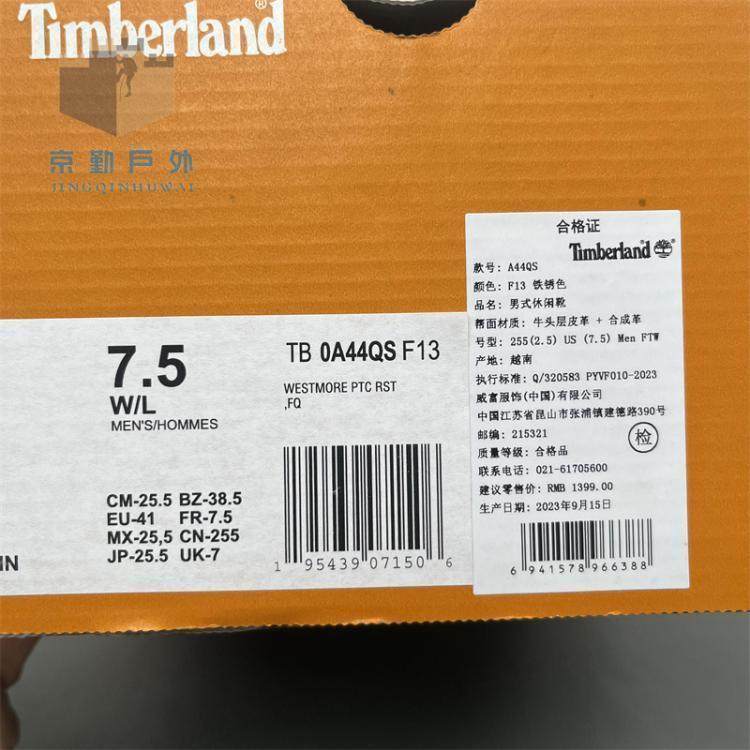 Timberland®
京勤户外
JINGQINHUWAI
7.5
W/L
MEN'S/HOMMES
CM-25.5 BZ-38.5
EU-41 FR-7.5
MX-25,5 CN-255
JP-25.5 UK-7
TB 0A44QS F13
WESTMORE PTC RST
,FQ
1 95439 07150 6
合格证
Timberland®
款号: A44QS
颜色: F13 铁锈色
品名: 男式休闲靴
帮面材质: 牛头层皮革 + 合成革
号型: 255(2.5) US (7.5) Men FTW
产地: 越南
执行标准: Q/320583 PYVF010-2023
威富服饰(中国)有限公司
中国江苏省昆山市张浦镇建德路390号
邮编: 215321
检
质量等级: 合格品
联系电话: 021-61705600
建议零售价: RMB 1399.00
生产日期: 2023年9月15日
6 941578 966388